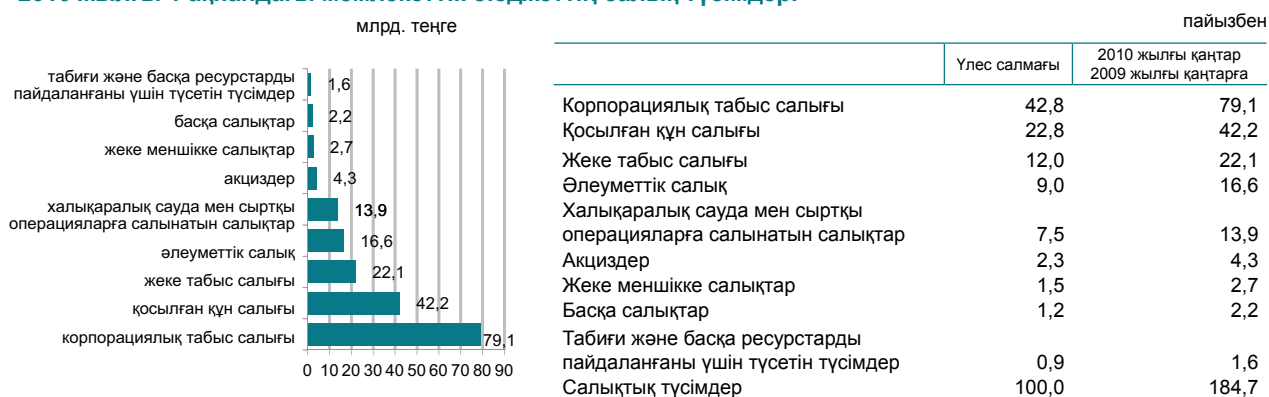 млрд. теңге
табиғи және басқа ресурстарды
пайдаланғаны үшін түсетін түсімдер
1,6
басқа салықтар
2,2
жеке меншікке салықтар
2,7
акциздер
4,3
халықаралық сауда мен сыртқы
операцияларға салынатын салықтар
13,9
әлеуметтік салық
16,6
жеке табыс салығы
22,1
қосылған құн салығы
42,2
корпорациялық табыс салығы
79,1
0 10 20 30 40 50 60 70 80 90
пайызбен
Үлес салмағы 2010 жылғы қаңтар
2009 жылғы қаңтарға
Корпорациялық табыс салығы 42,8 79,1
Қосылған құн салығы 22,8 42,2
Жеке табыс салығы 12,0 22,1
Әлеуметтік салық 9,0 16,6
Халықаралық сауда мен сыртқы
операцияларға салынатын салықтар 7,5 13,9
Акциздер 2,3 4,3
Жеке меншікке салықтар 1,5 2,7
Басқа салықтар 1,2 2,2
Табиғи және басқа ресурстарды
пайдаланғаны үшін түсетін түсімдер 0,9 1,6
Салықтық түсімдер 100,0 184,7